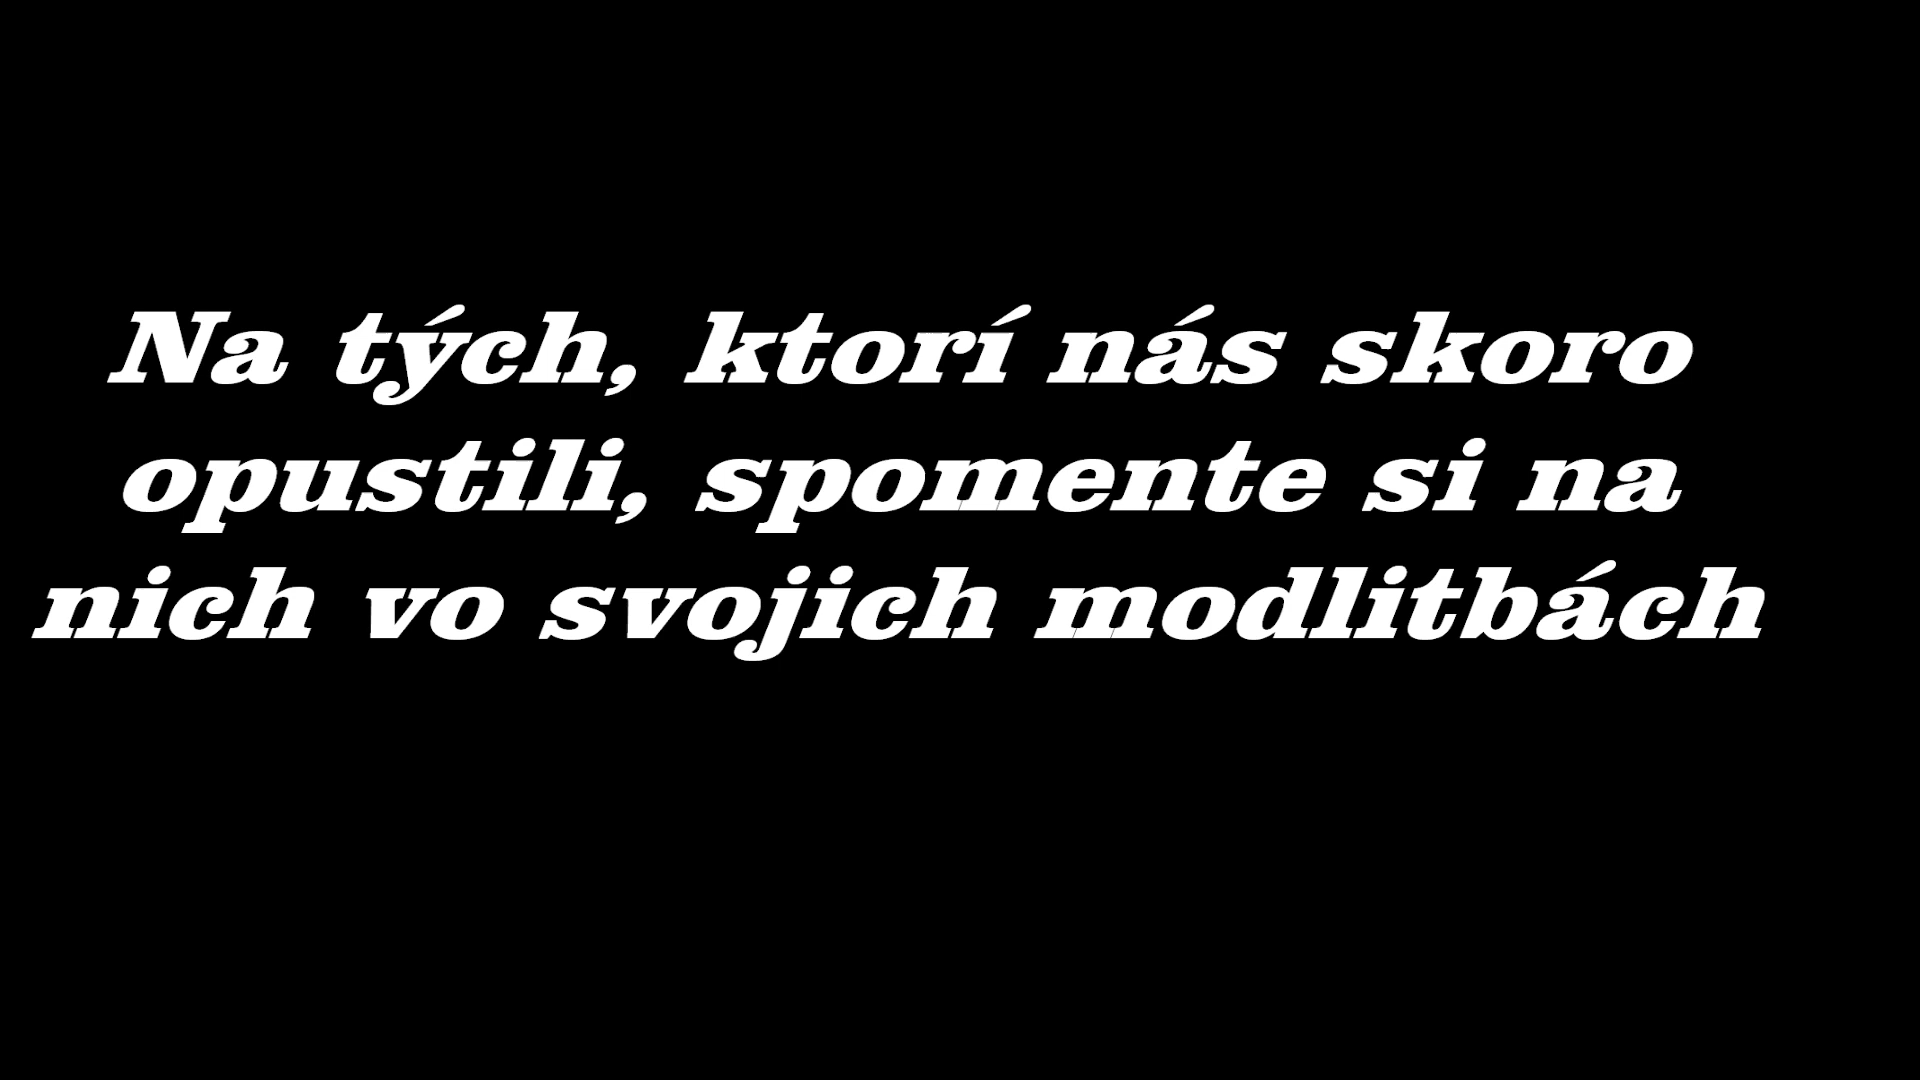 Na tých, ktorí nás skoro
opustili, spomente si na
nich vo svojich modlitbách